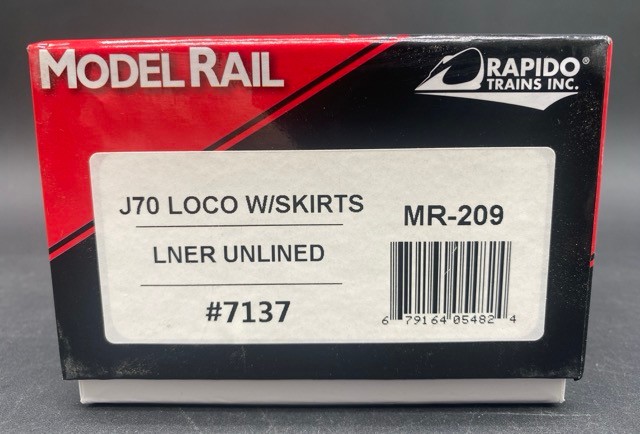 MODEL RAIL
RAPIDO®
TRAINS INC.
J70 LOCO W/SKIRTS
LNER UNLINED
#7137
MR-209
6 79164 05482 4